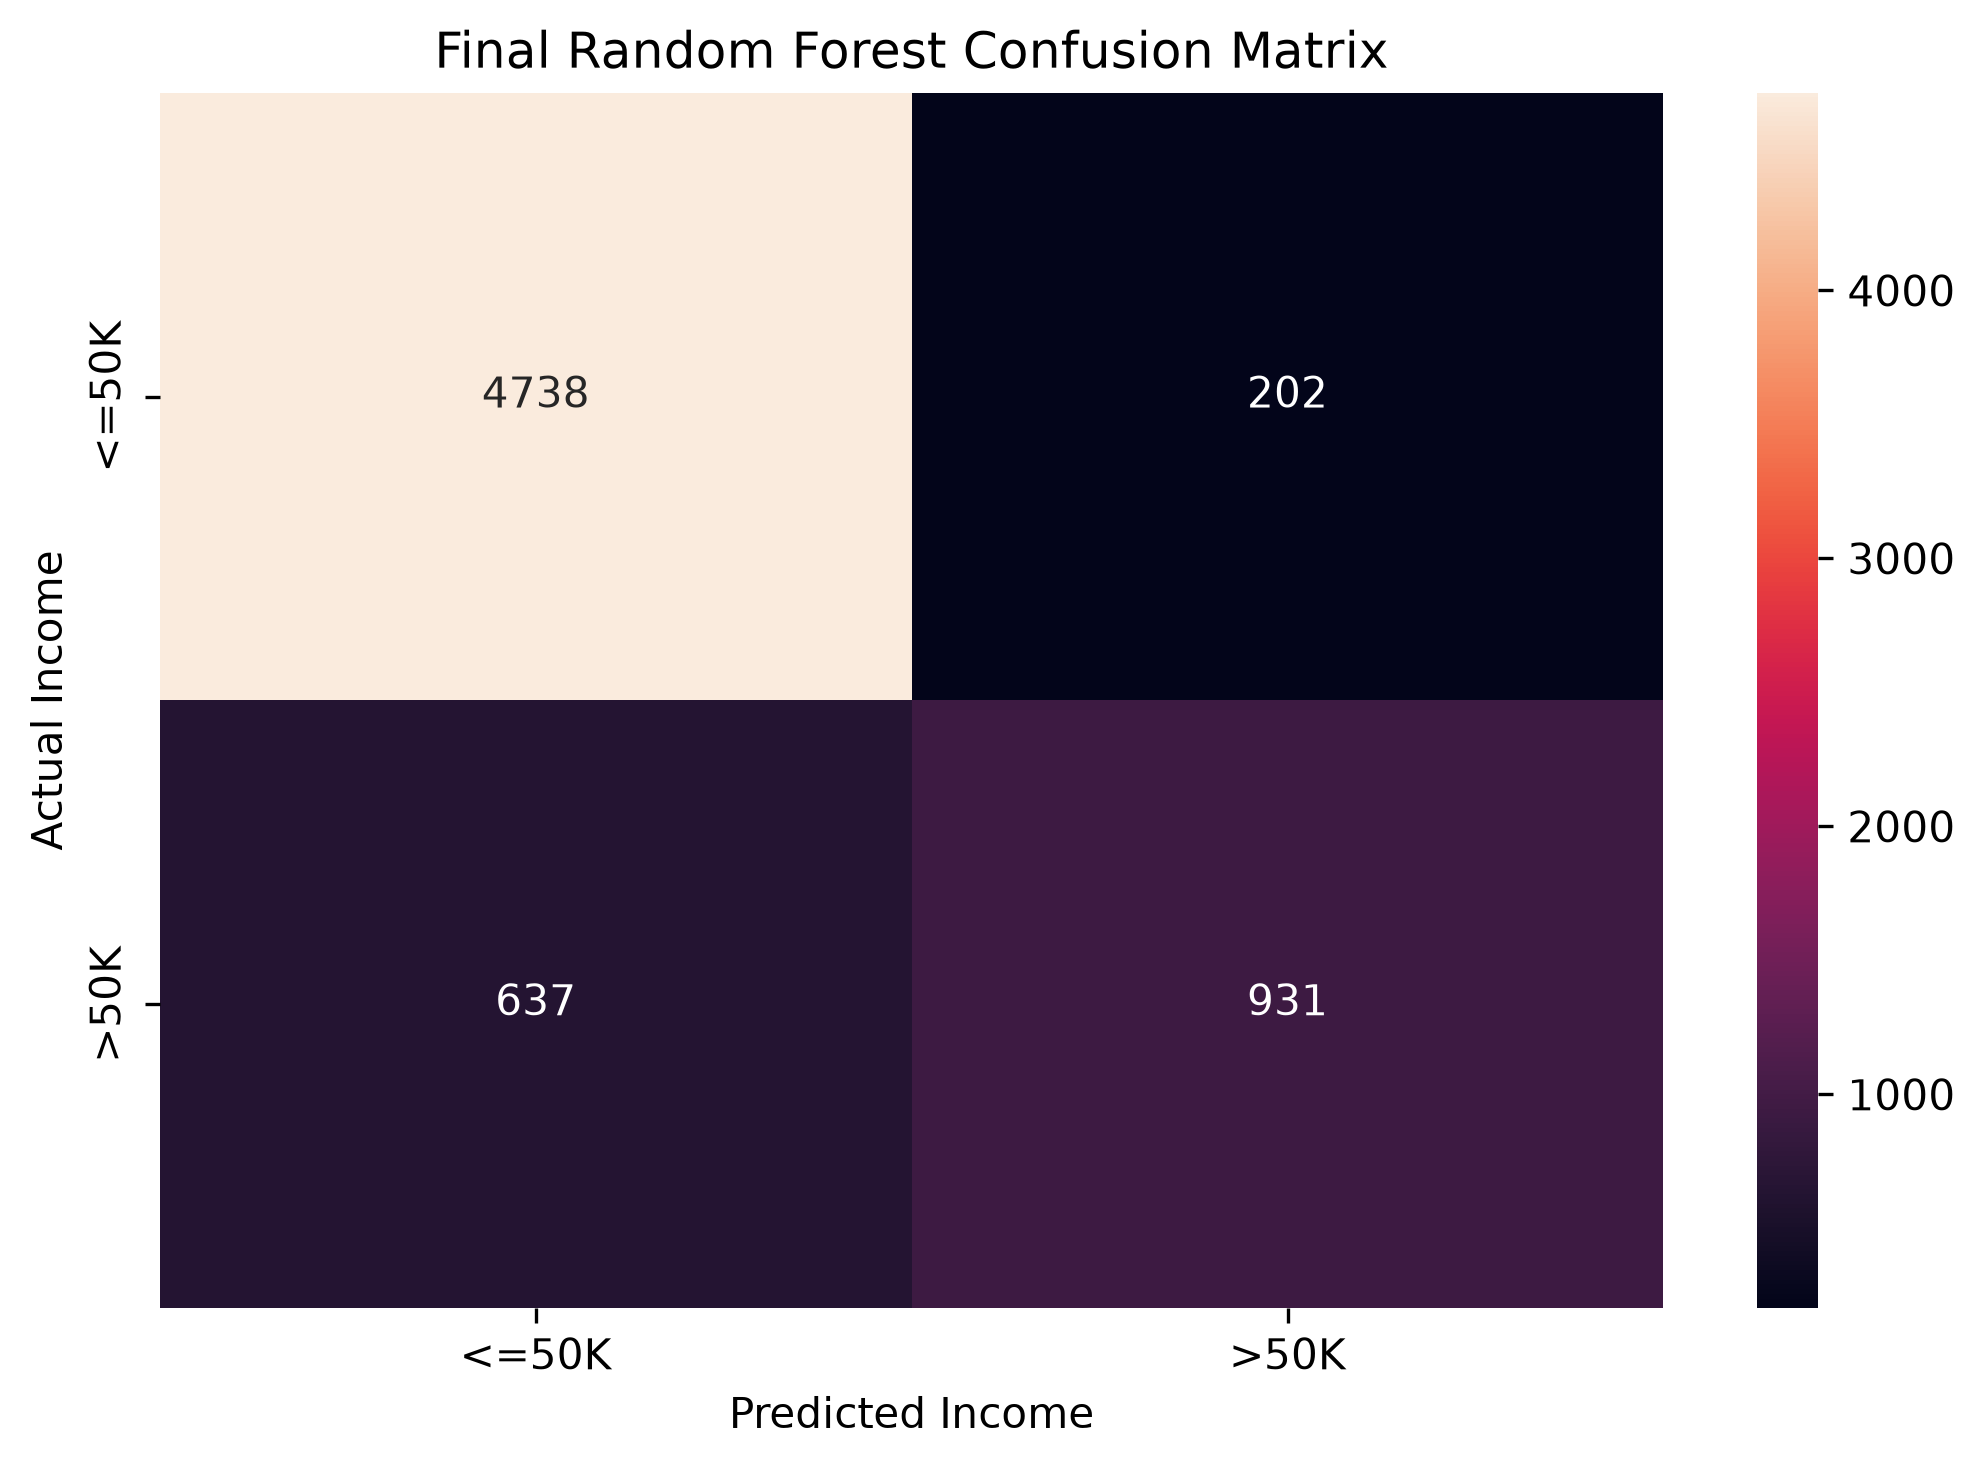 Final Random Forest Confusion Matrix
Actual Income
<=50K
>50K
4738
202
637
931
<=50K
>50K
Predicted Income
4000
3000
2000
1000